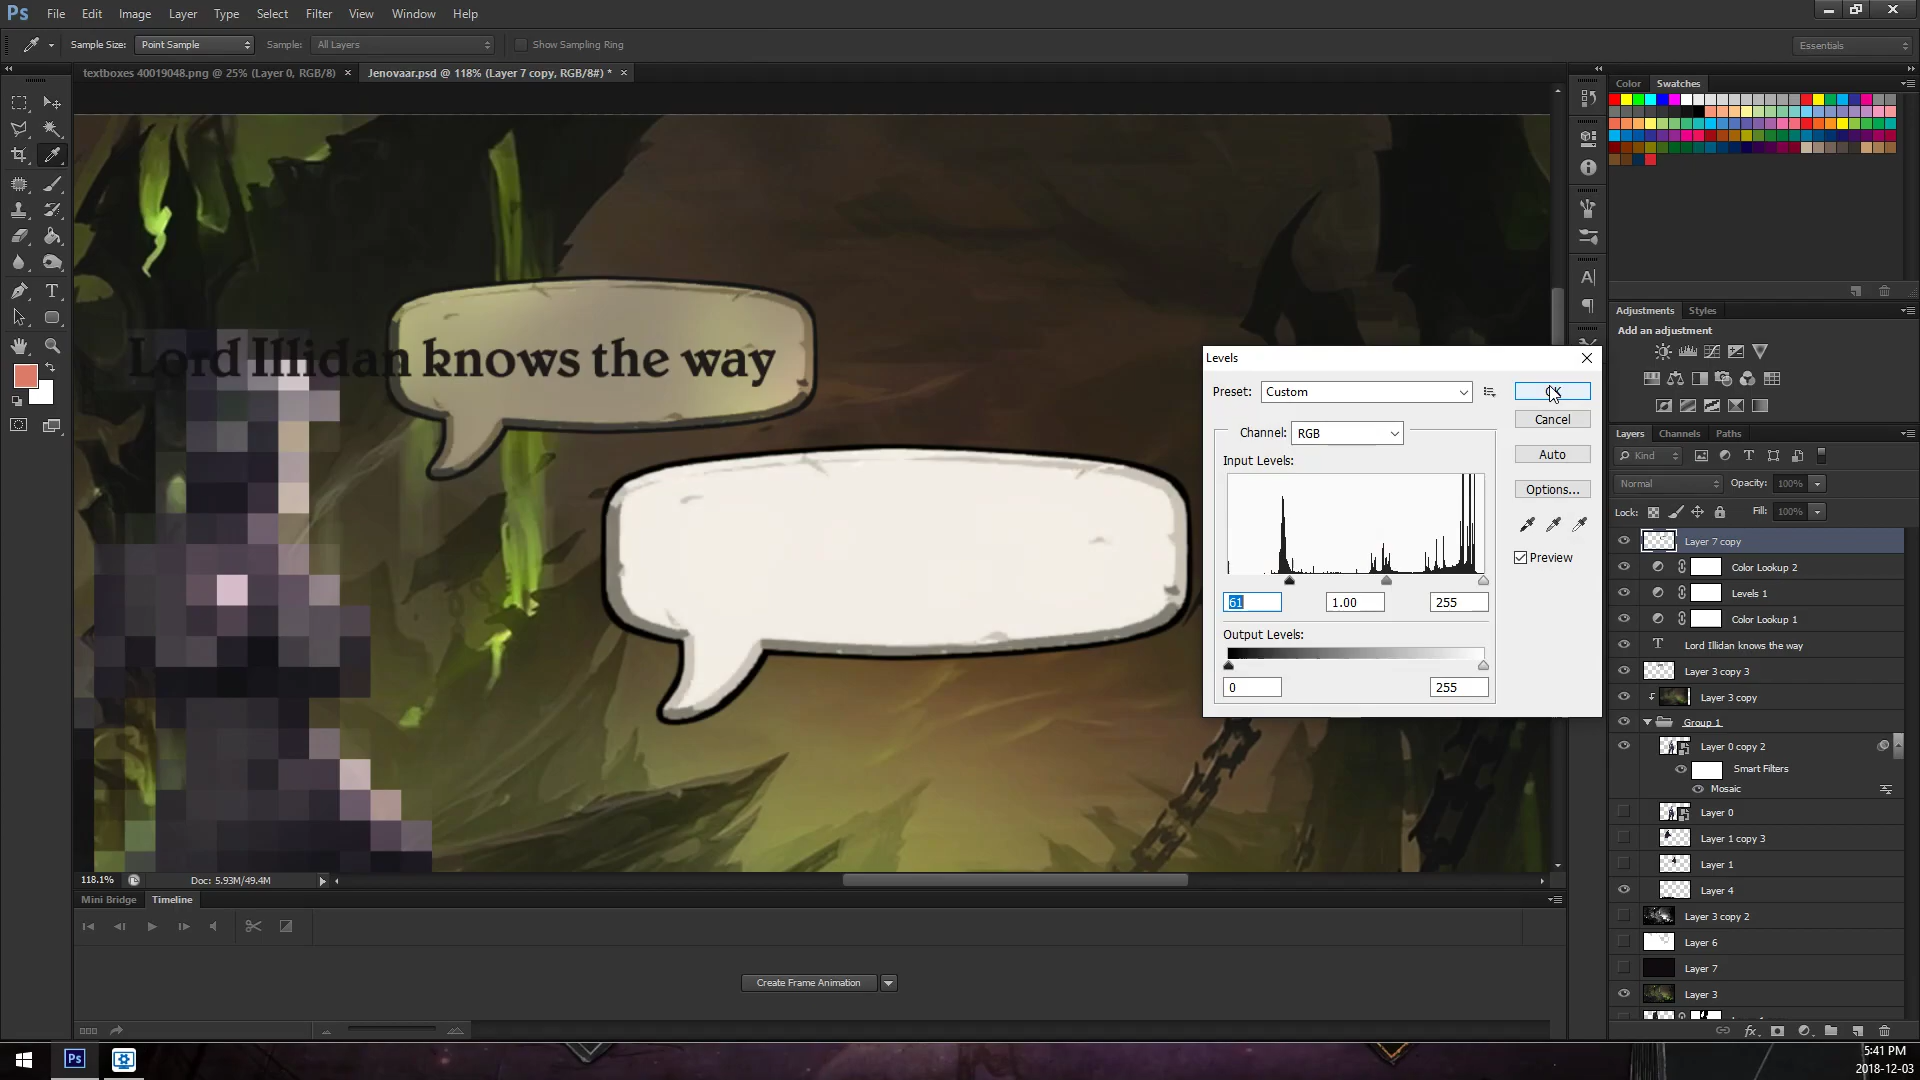 Ps File Edit Image Layer Type Select Filter 3D View Window Help
Sample Size: Point Sample Sample: All Layers Show Sampling Ring Essentials
textboxes 40019048.png @ 25% (Layer 0, RGB/8) × Jenovaar.psd @ 118% (Layer 7 copy, RGB/8#) * ×
Lord Illidan knows the way
Levels
Preset: Custom
Channel: RGB
Input Levels:
61 1.00 255
Output Levels:
0 255
OK
Cancel
Auto
Options...
Preview
Color Swatches
Adjustments Styles
Add an adjustment
Layers Channels Paths
Kind
Normal Opacity: 100%
Lock: Fill: 100%
Layer 7 copy
Color Lookup 2
Levels 1
Color Lookup 1
T Lord Illidan knows the way
Layer 3 copy 3
Layer 3 copy
Group 1
Layer 0 copy 2
Smart Filters
Mosaic
Layer 0
Layer 1 copy 3
Layer 1
Layer 4
Layer 3 copy 2
Layer 6
Layer 7
Layer 3
118.1% Doc: 5.93M/49.4M
Mini Bridge Timeline
Create Frame Animation
Ps
5:41 PM
2018-12-03